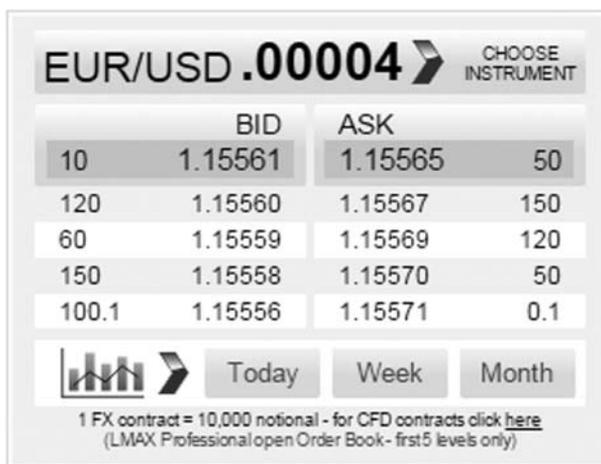 EUR/USD .00004 CHOOSE INSTRUMENT
BID ASK
10 1.15561 1.15565 50
120 1.15560 1.15567 150
60 1.15559 1.15569 120
150 1.15558 1.15570 50
100.1 1.15556 1.15571 0.1
Today Week Month
1 FX contract = 10,000 notional - for CFD contracts click here
(LMAX Professional open Order Book - first 5 levels only)